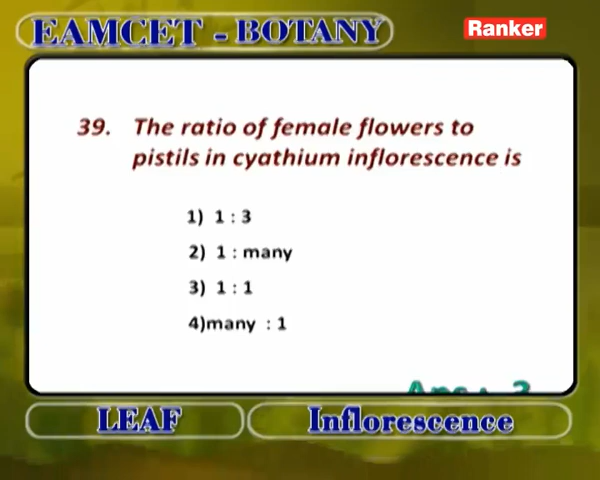 EAMCET - BOTANY
Ranker
39. The ratio of female flowers to
pistils in cyathium inflorescence is
1) 1 : 3
2) 1 : many
3) 1 : 1
4)many : 1
LEAF
Inflorescence